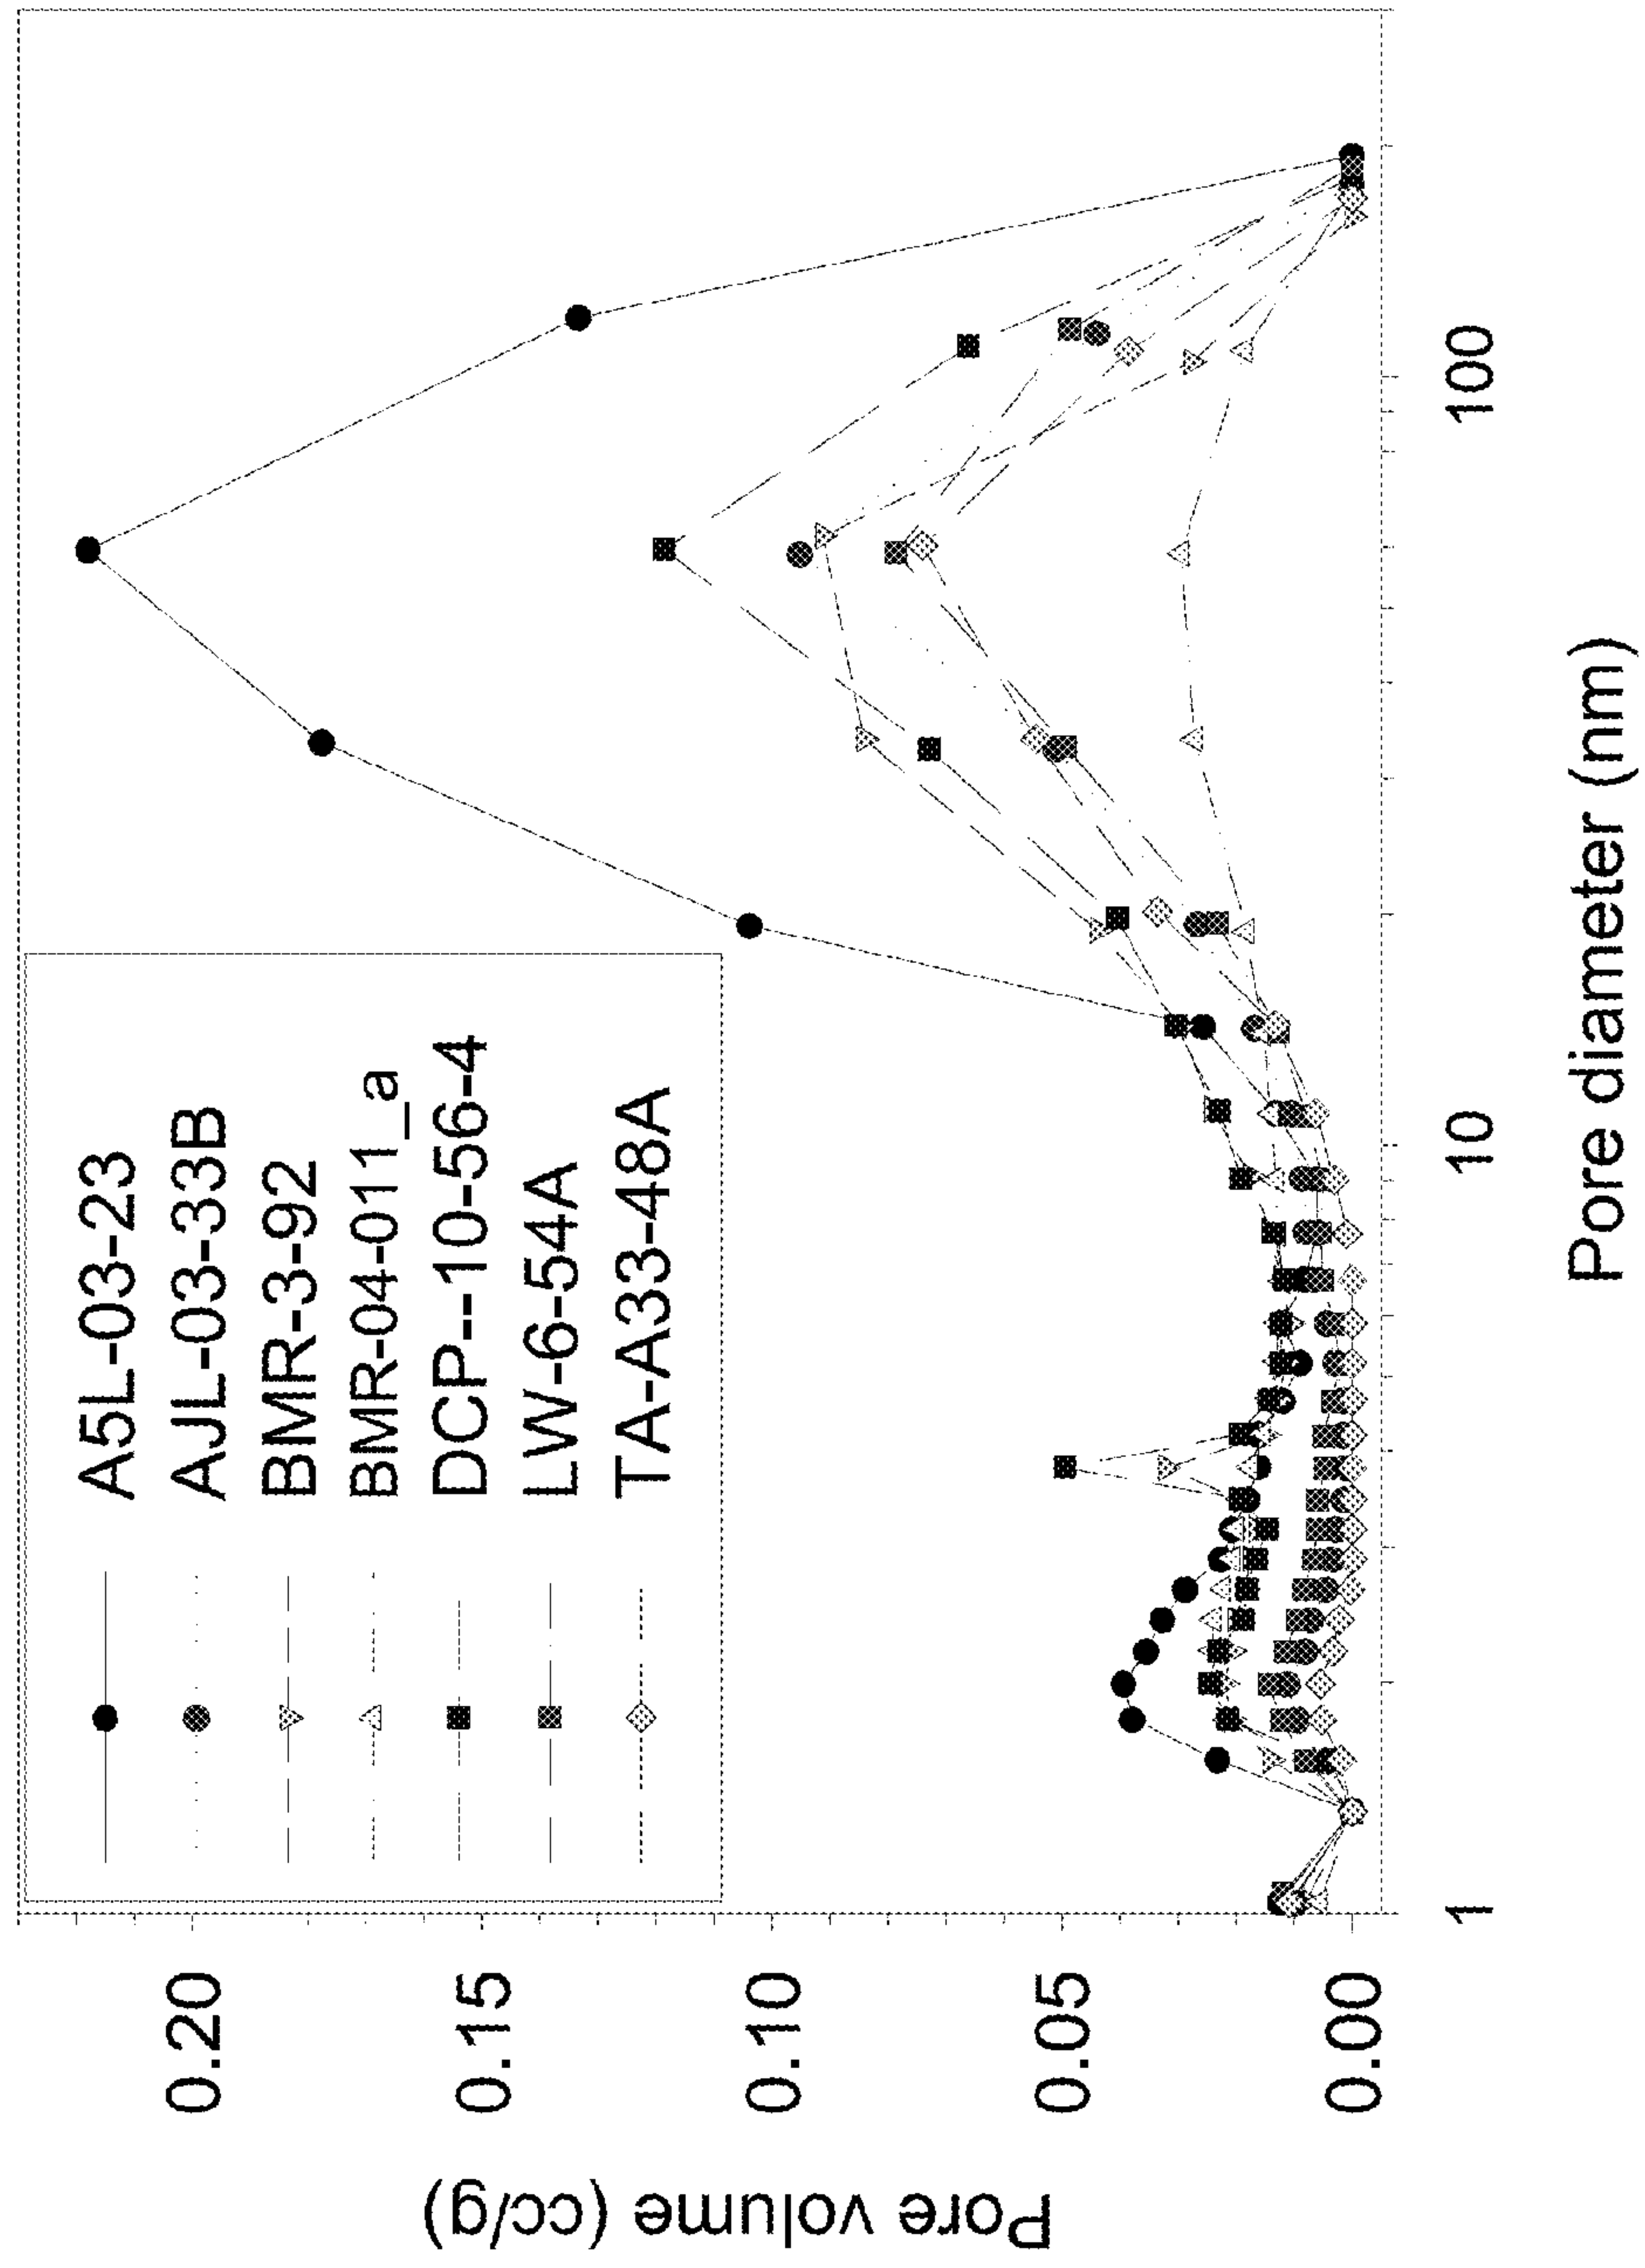 A5L-03-23
AJL-03-33B
BMR-3-92
BMR-04-011_a
DCP--10-56-4
LW-6-54A
TA-A33-48A
Pore volume (cc/g)
0.20
0.15
0.10
0.05
0.00
1
10
100
Pore diameter (nm)